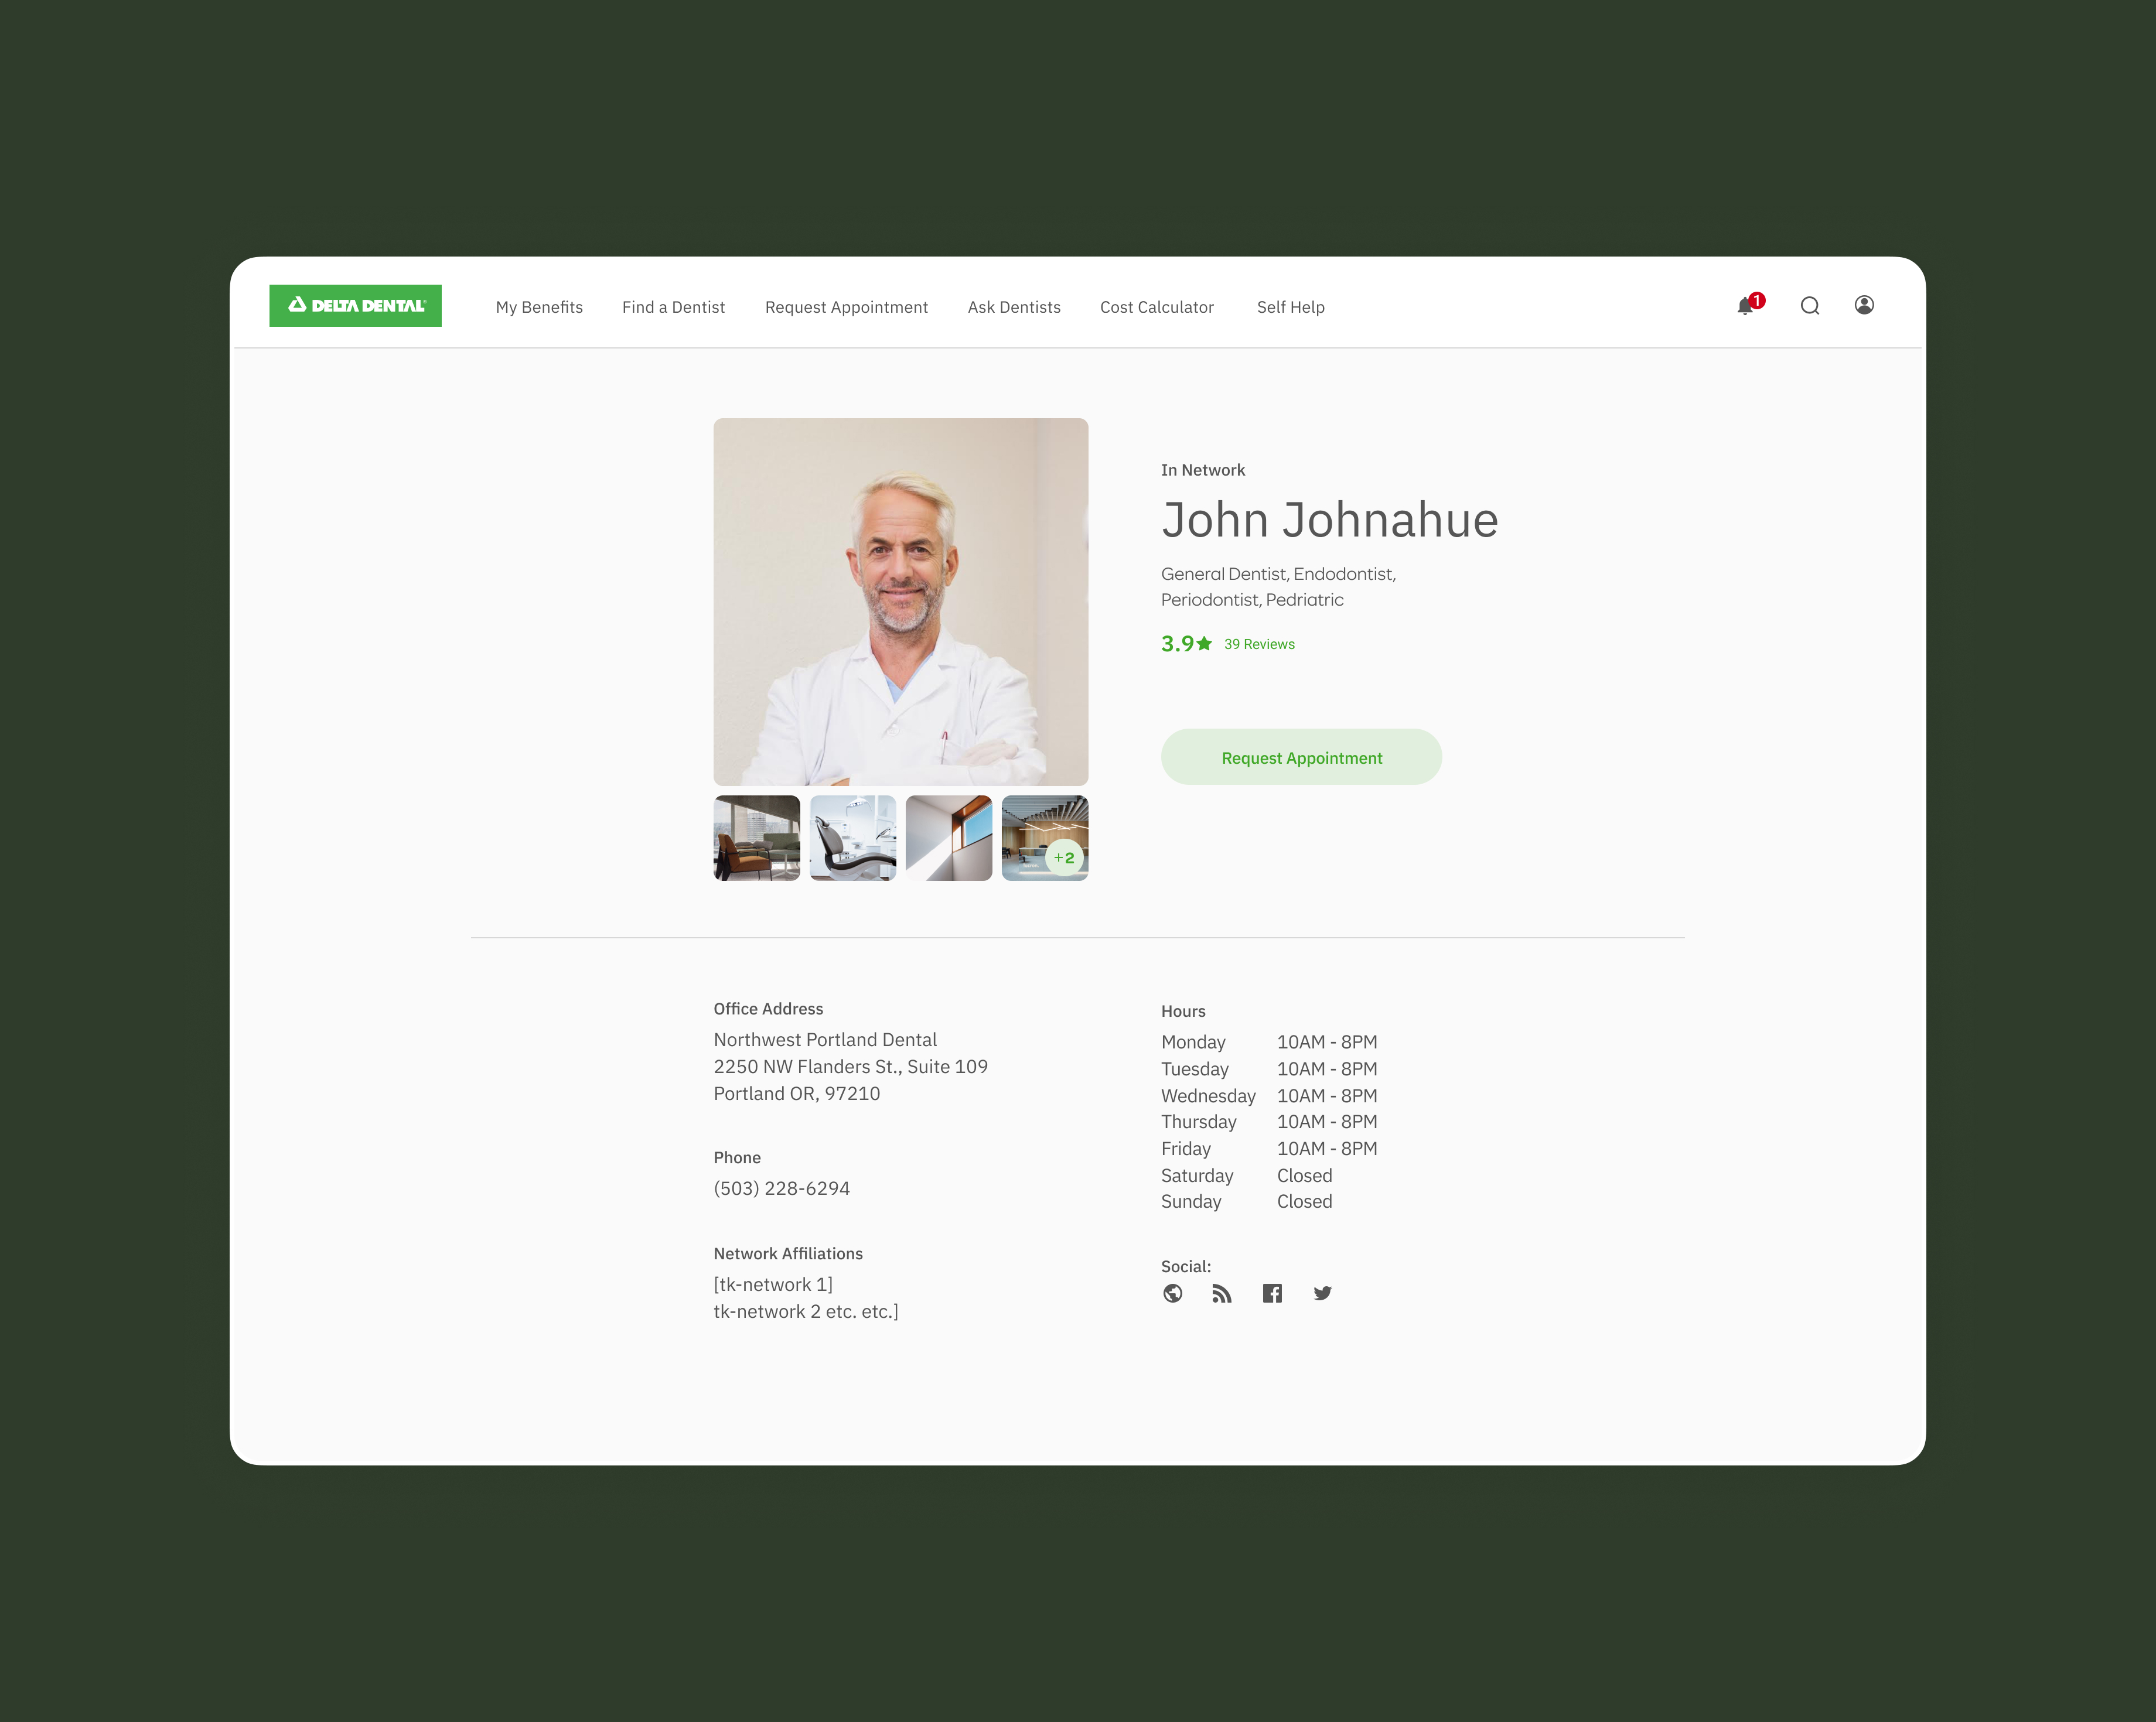 DELTA DENTAL
My Benefits
Find a Dentist
Request Appointment
Ask Dentists
Cost Calculator
Self Help
1
In Network
John Johnahue
General Dentist, Endodontist,
Periodontist, Pedriatric
3.9★ 39 Reviews
Request Appointment
+2
Office Address
Northwest Portland Dental
2250 NW Flanders St., Suite 109
Portland OR, 97210
Phone
(503) 228-6294
Network Affiliations
[tk-network 1]
tk-network 2 etc. etc.]
Hours
Monday 10AM - 8PM
Tuesday 10AM - 8PM
Wednesday 10AM - 8PM
Thursday 10AM - 8PM
Friday 10AM - 8PM
Saturday Closed
Sunday Closed
Social: